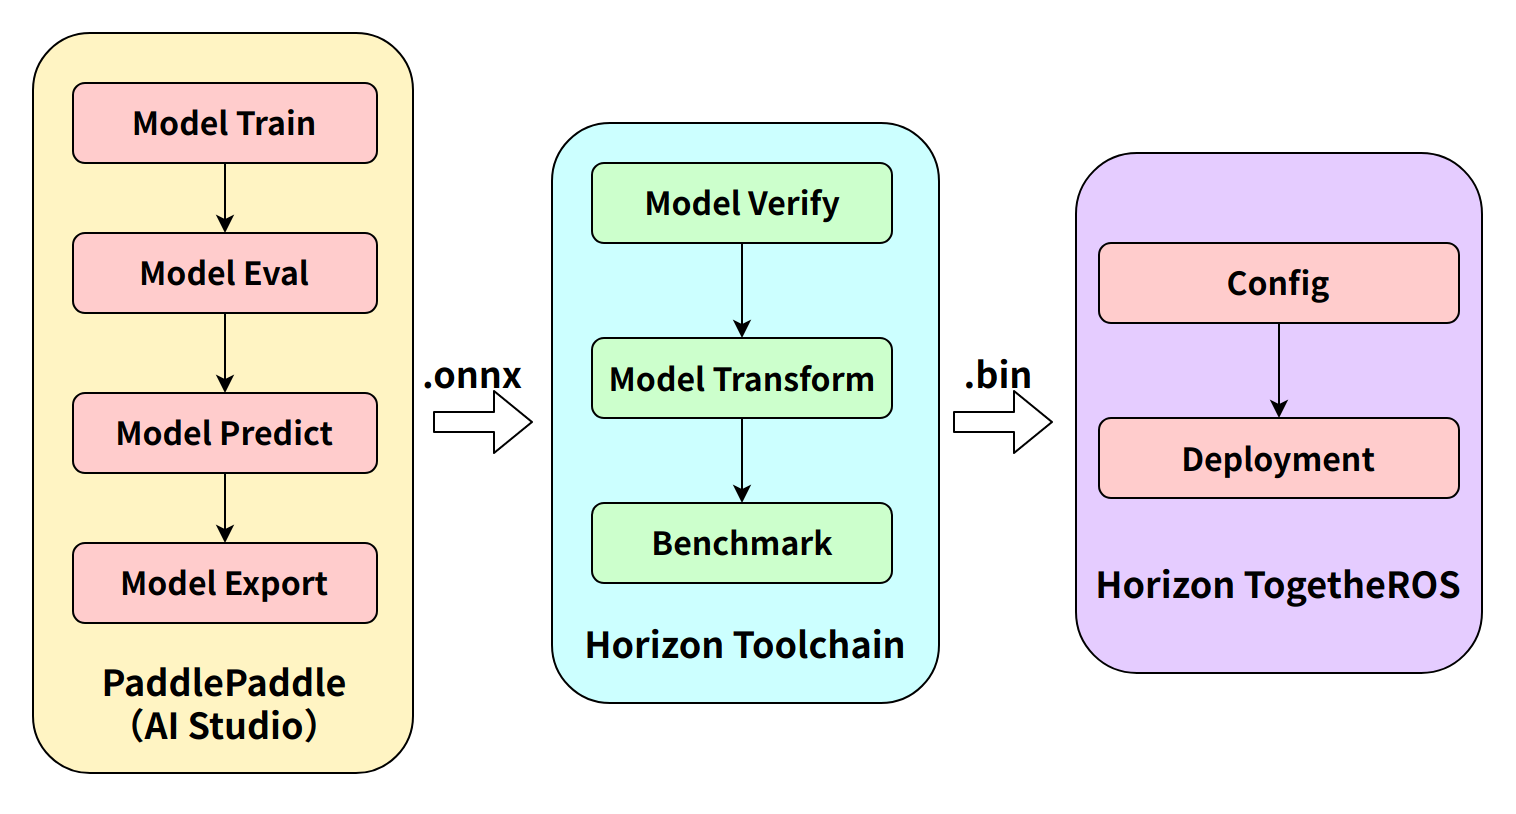 Model Train
Model Eval
Model Predict
Model Export
PaddlePaddle
（AI Studio）
.onnx
Model Verify
Model Transform
Benchmark
Horizon Toolchain
.bin
Config
Deployment
Horizon TogetheROS